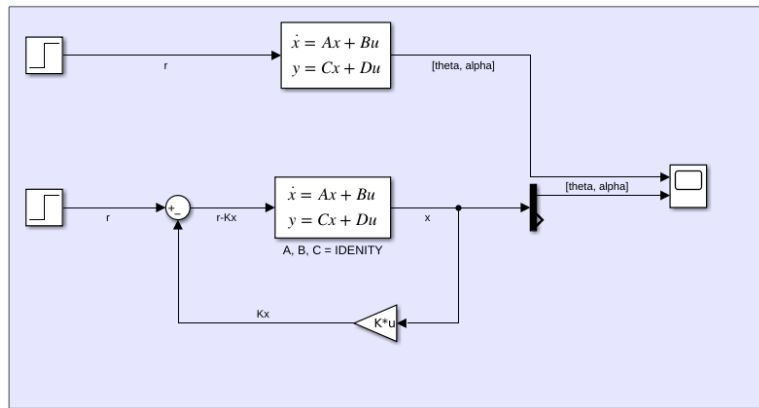 ẋ = Ax + Bu
y = Cx + Du
r
[theta, alpha]
[theta, alpha]
+
−
ẋ = Ax + Bu
y = Cx + Du
r
r-Kx
x
A, B, C = IDENITY
Kx
K*u